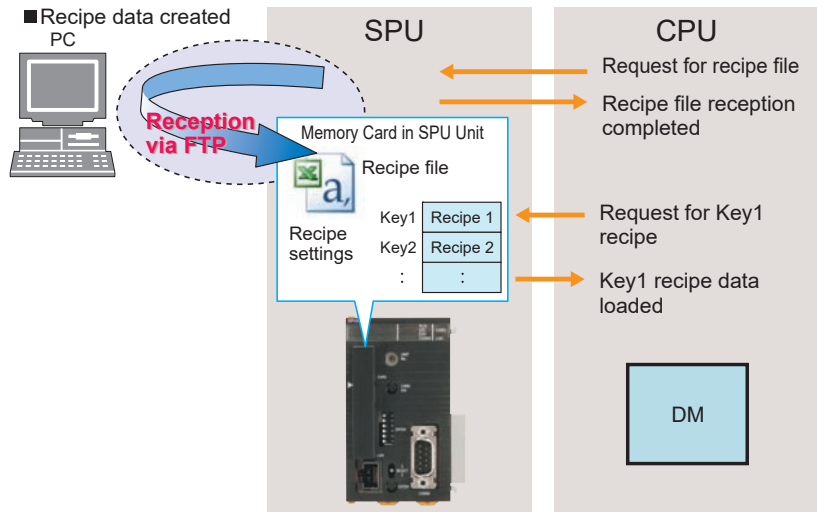 ■Recipe data created
PC
SPU
CPU
Request for recipe file
Recipe file reception
completed
Reception
via FTP
Memory Card in SPU Unit
Recipe file
a,
Recipe
settings
Key1 Recipe 1
Key2 Recipe 2
: :
Request for Key1
recipe
Key1 recipe data
loaded
DM